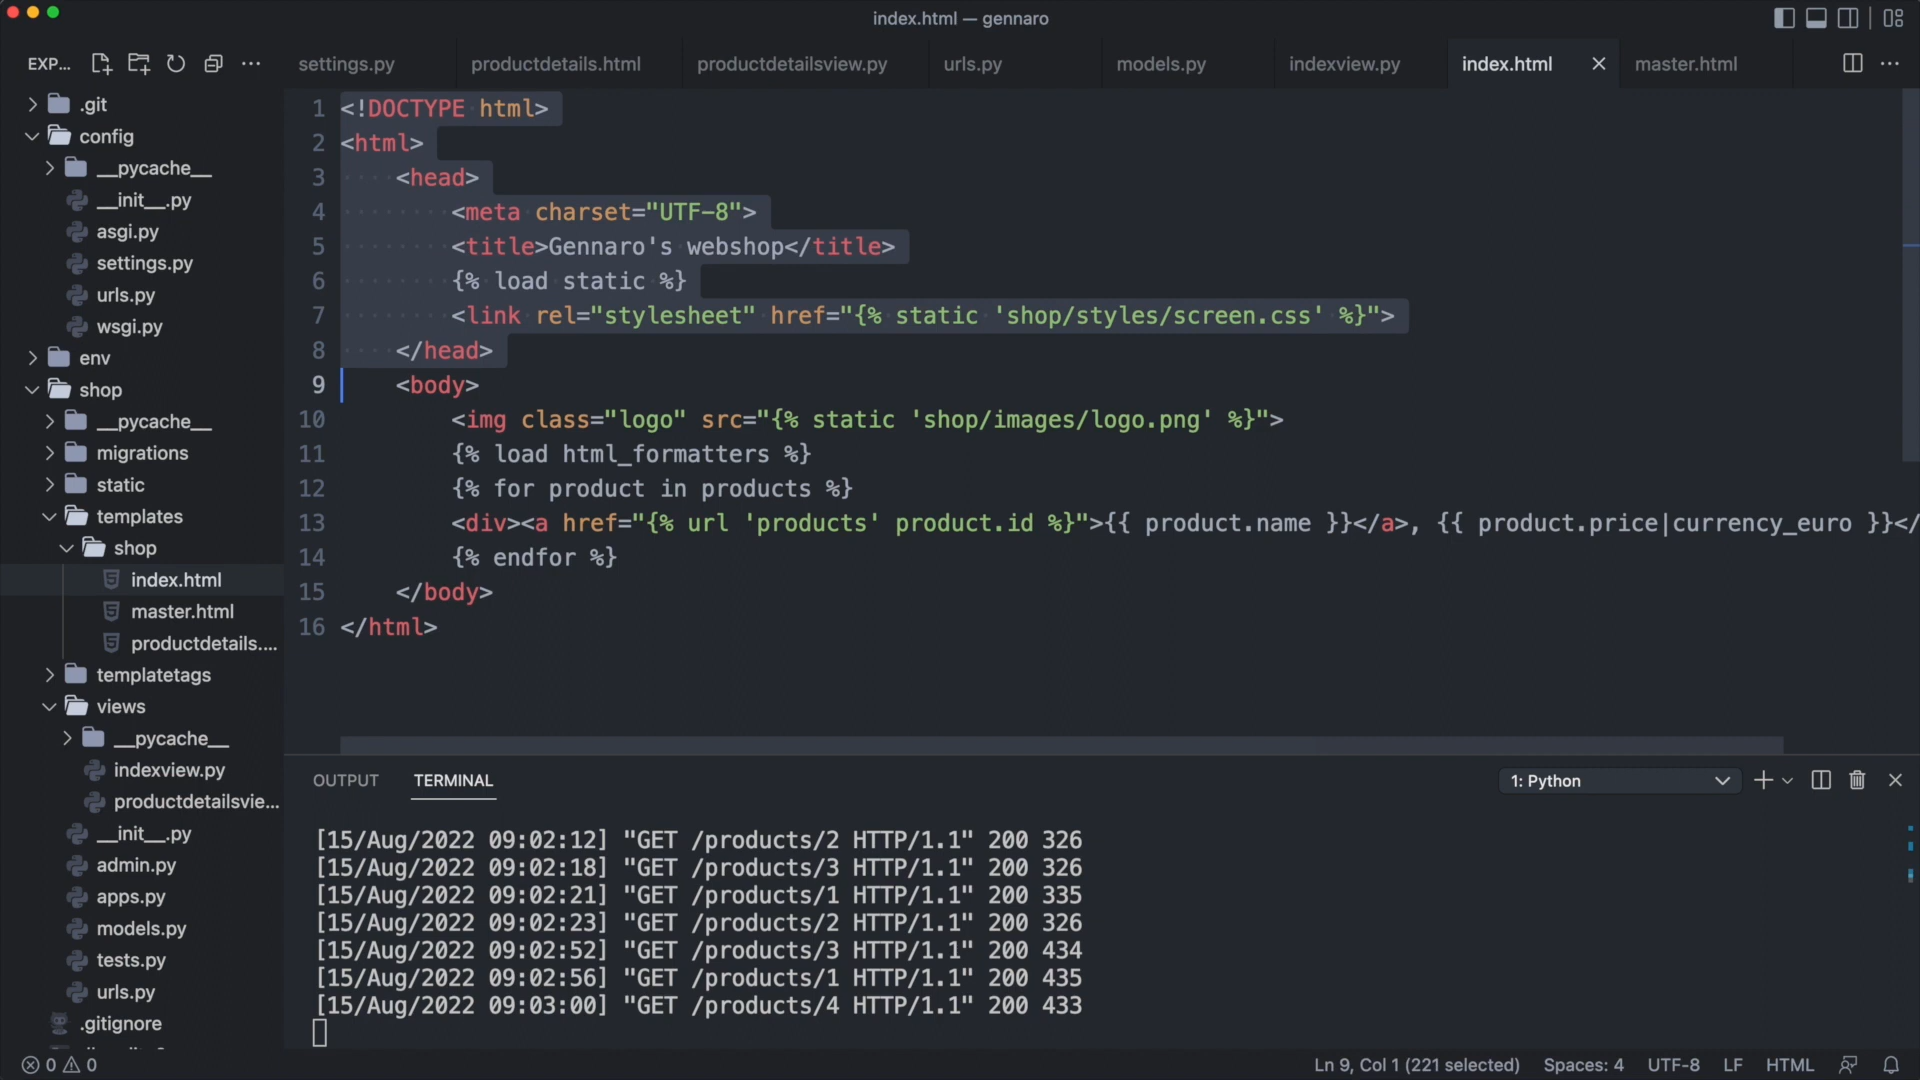 index.html — gennaro
EXP...
settings.py
productdetails.html
productdetailsview.py
urls.py
models.py
indexview.py
index.html
master.html
.git
config
__pycache__
__init__.py
asgi.py
settings.py
urls.py
wsgi.py
env
shop
__pycache__
migrations
static
templates
shop
index.html
master.html
productdetails....
templatetags
views
__pycache__
indexview.py
productdetailsvie...
__init__.py
admin.py
apps.py
models.py
tests.py
urls.py
.gitignore
1 <!DOCTYPE html>
2 <html>
3 <head>
4 <meta charset="UTF-8">
5 <title>Gennaro's webshop</title>
6 {% load static %}
7 <link rel="stylesheet" href="{% static 'shop/styles/screen.css' %}">
8 </head>
9 <body>
10 <img class="logo" src="{% static 'shop/images/logo.png' %}">
11 {% load html_formatters %}
12 {% for product in products %}
13 <div><a href="{% url 'products' product.id %}">{{ product.name }}</a>, {{ product.price|currency_euro }}</
14 {% endfor %}
15 </body>
16 </html>
OUTPUT
TERMINAL
1: Python
[15/Aug/2022 09:02:12] "GET /products/2 HTTP/1.1" 200 326
[15/Aug/2022 09:02:18] "GET /products/3 HTTP/1.1" 200 326
[15/Aug/2022 09:02:21] "GET /products/1 HTTP/1.1" 200 335
[15/Aug/2022 09:02:23] "GET /products/2 HTTP/1.1" 200 326
[15/Aug/2022 09:02:52] "GET /products/3 HTTP/1.1" 200 434
[15/Aug/2022 09:02:56] "GET /products/1 HTTP/1.1" 200 435
[15/Aug/2022 09:03:00] "GET /products/4 HTTP/1.1" 200 433
0 0
Ln 9, Col 1 (221 selected)
Spaces: 4
UTF-8
LF
HTML